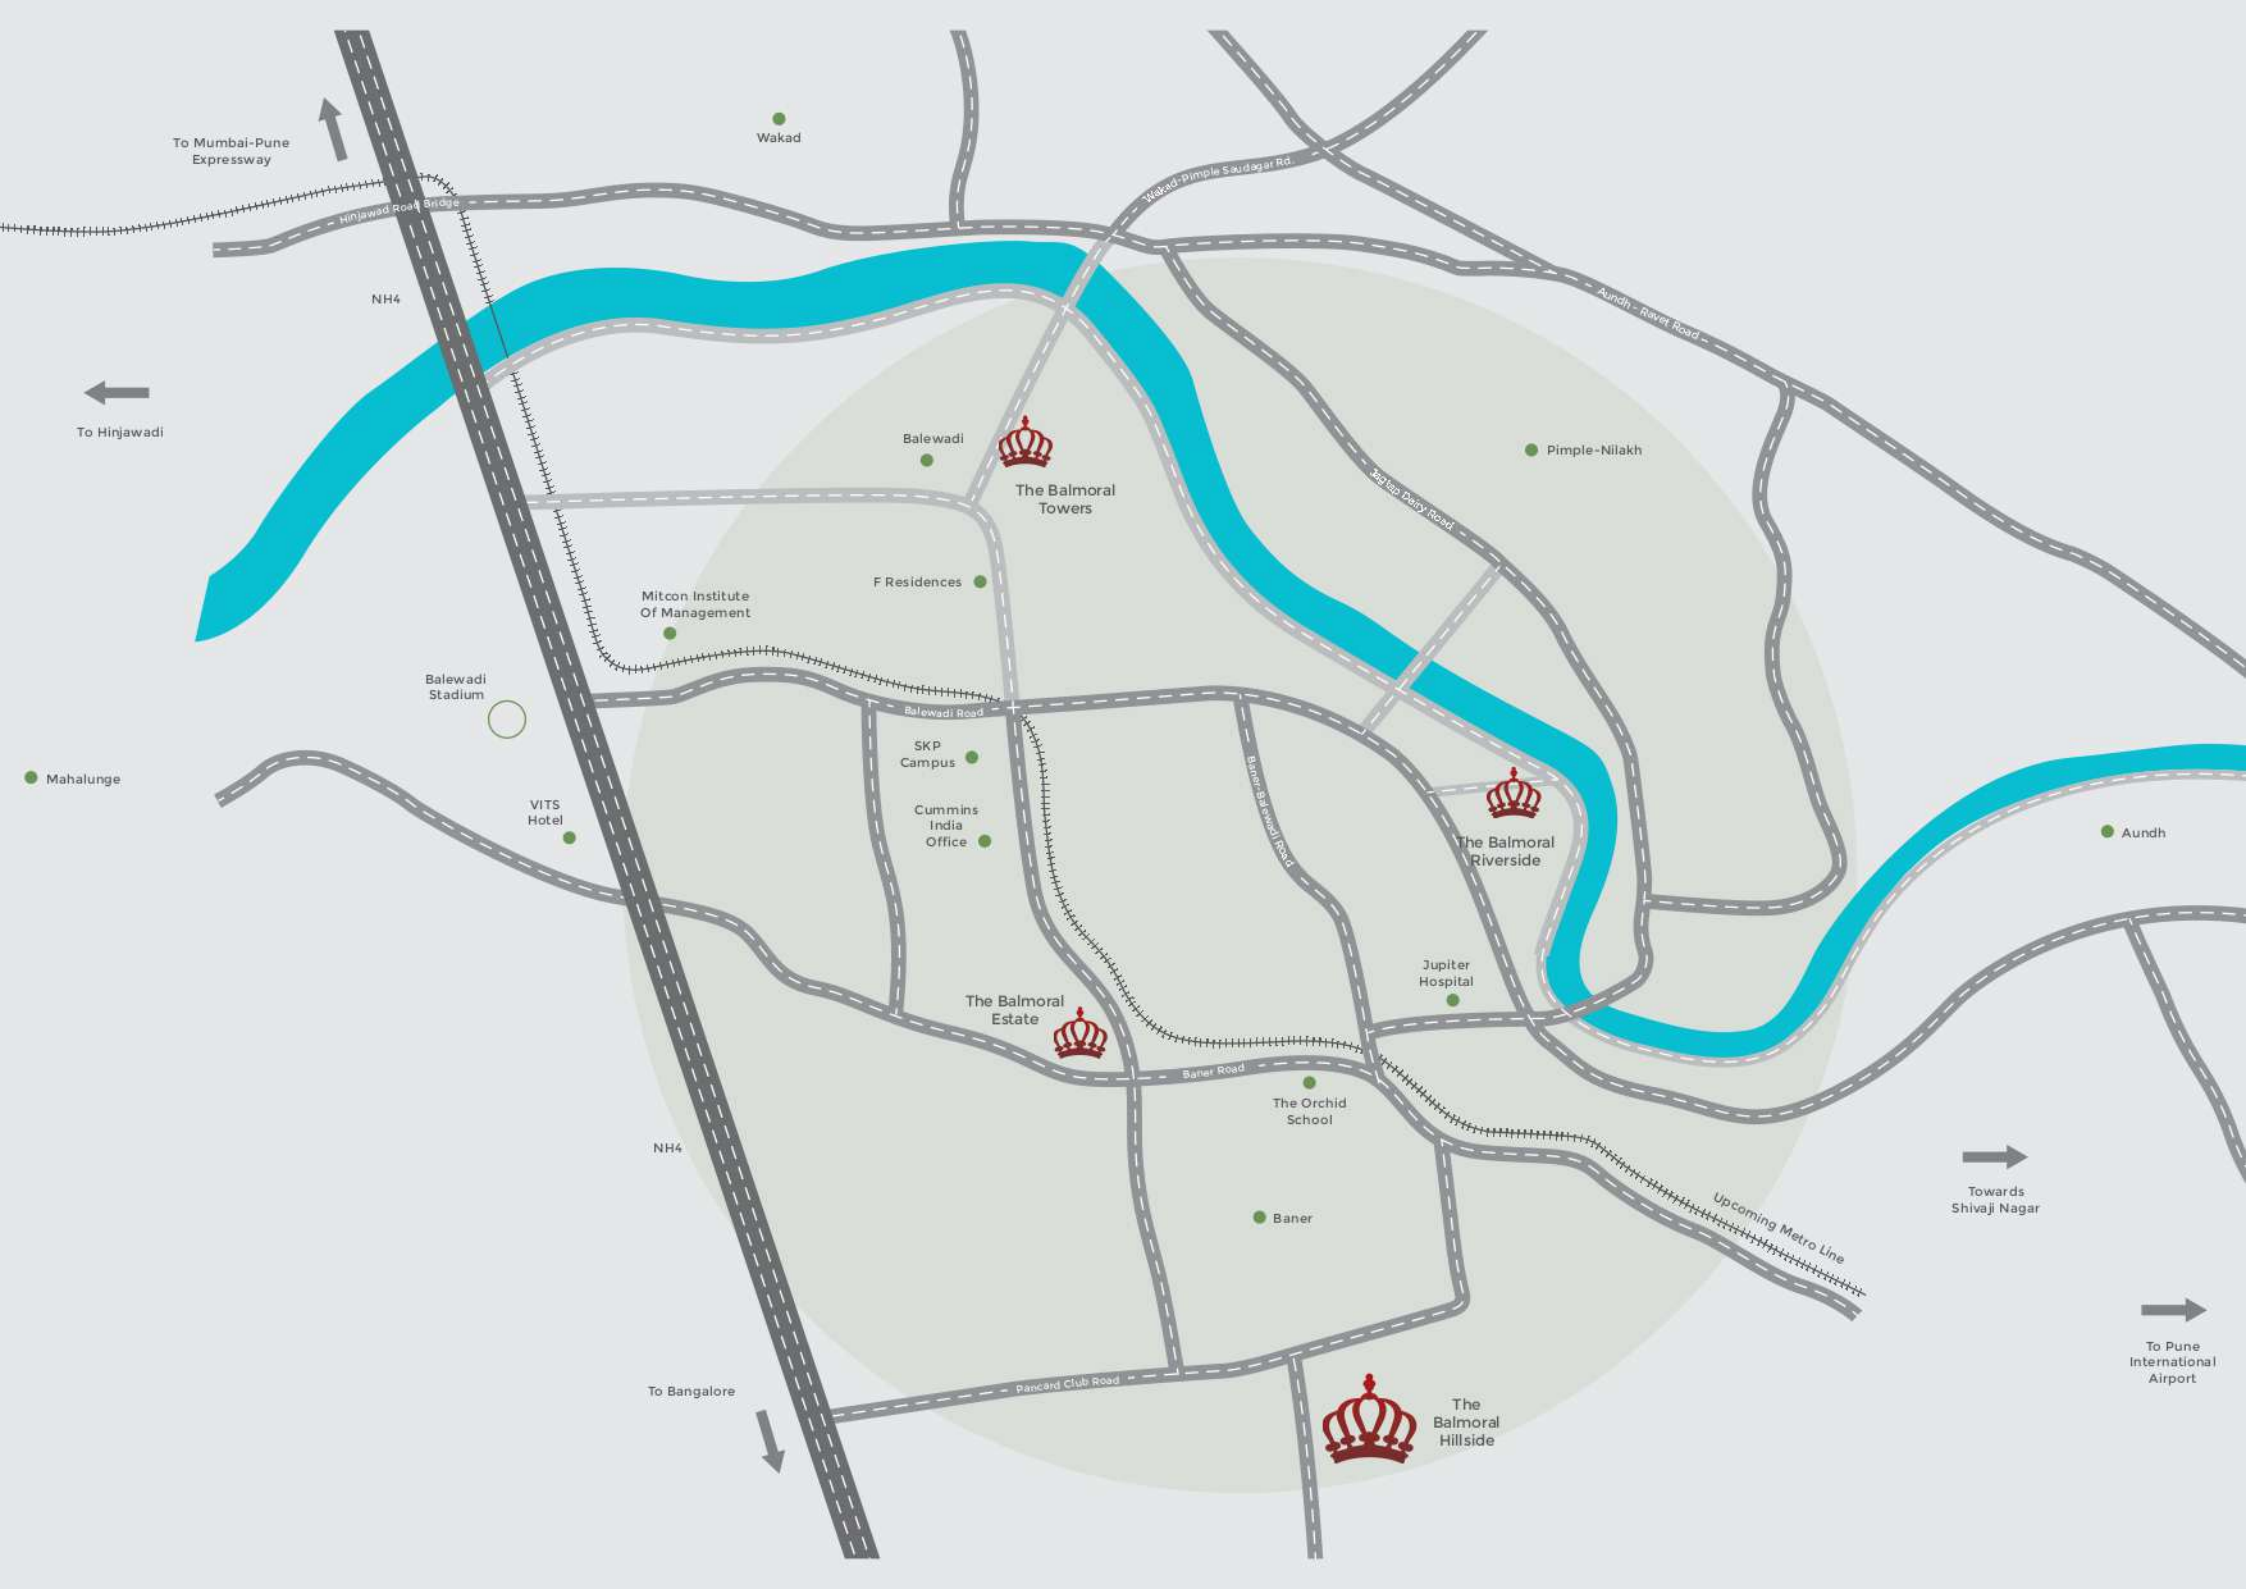 Wakad
To Mumbai-Pune
Expressway
Wakad-Pimple Saudagar Rd.
Hinjawad Road Bridge
NH4
Aundh - Ravet Road
To Hinjawadi
Balewadi
Pimple-Nilakh
The Balmoral
Towers
Jagtap Dairy Road
F Residences
Mitcon Institute
Of Management
Balewadi
Stadium
Balewadi Road
SKP
Campus
Mahalunge
Baner-Balewadi Road
VITS
Hotel
Cummins
India
Office
The Balmoral
Riverside
Aundh
Jupiter
Hospital
The Balmoral
Estate
Baner Road
The Orchid
School
NH4
Towards
Shivaji Nagar
Upcoming Metro Line
Baner
To Pune
International
Airport
Pancard Club Road
To Bangalore
The
Balmoral
Hillside